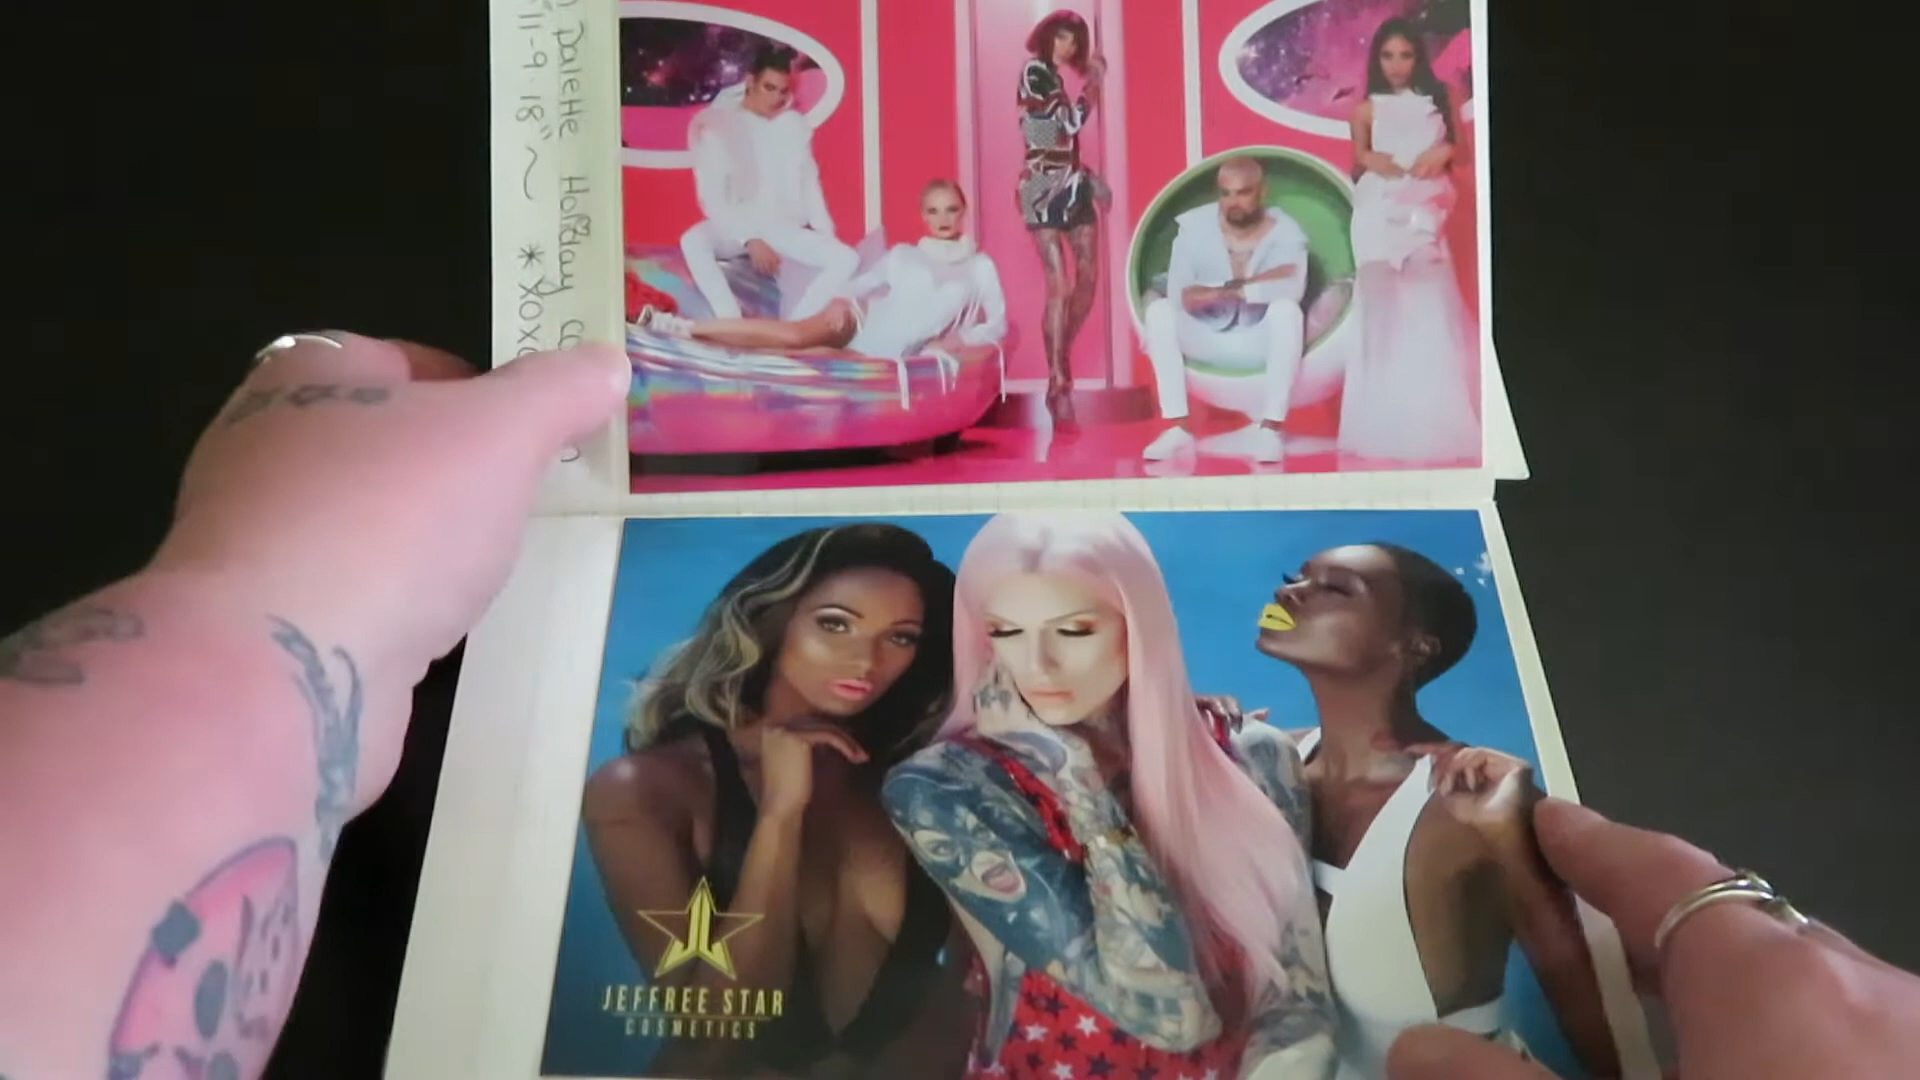 Palette Holiday
"11-9-18" ~ *XOXO
JEFFREE STAR
COSMETICS